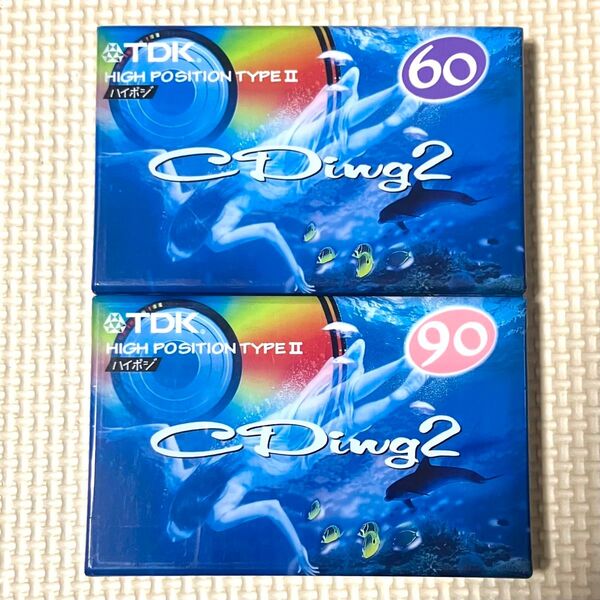 TDK.
60
HIGH POSITION TYPE II
ハイポジ
CDing2
TDK.
90
HIGH POSITION TYPE II
ハイポジ
CDing2